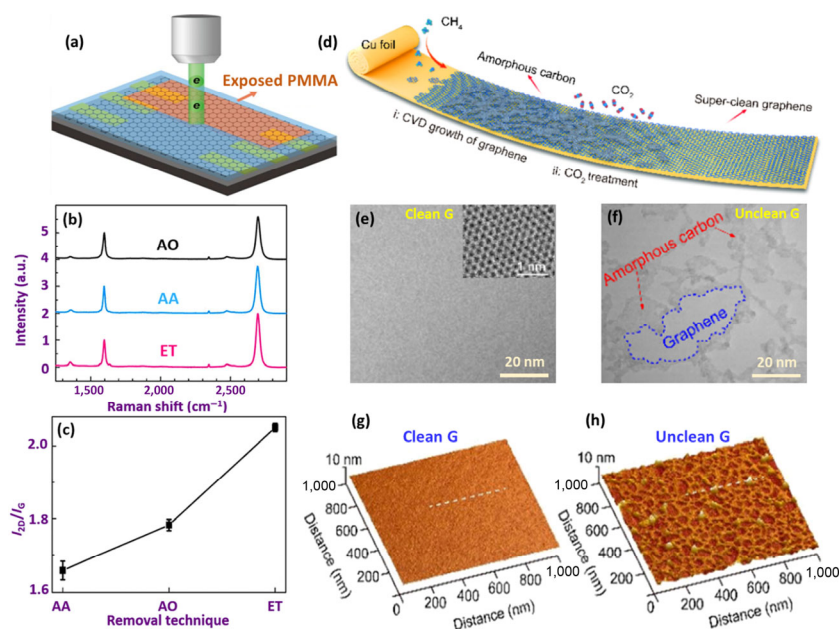 (a)
e
e
Exposed PMMA
(d)
Cu foil
CH₄
Amorphous carbon
CO₂
Super-clean graphene
i: CVD growth of graphene
ii: CO₂ treatment
(b)
Intensity (a.u.)
5
4
3
2
1
0
AO
AA
ET
1,500
2,000
2,500
Raman shift (cm⁻¹)
(e)
Clean G
1 nm
20 nm
(f)
Unclean G
Amorphous carbon
Graphene
20 nm
(c)
I2D/IG
2.0
1.8
1.6
AA
AO
ET
Removal technique
(g)
Clean G
10 nm
1,000
800
600
400
200
0
Distance (nm)
200
400
600
800
1,000
Distance (nm)
(h)
Unclean G
10 nm
1,000
800
600
400
200
0
Distance (nm)
200
400
600
800
1,000
Distance (nm)